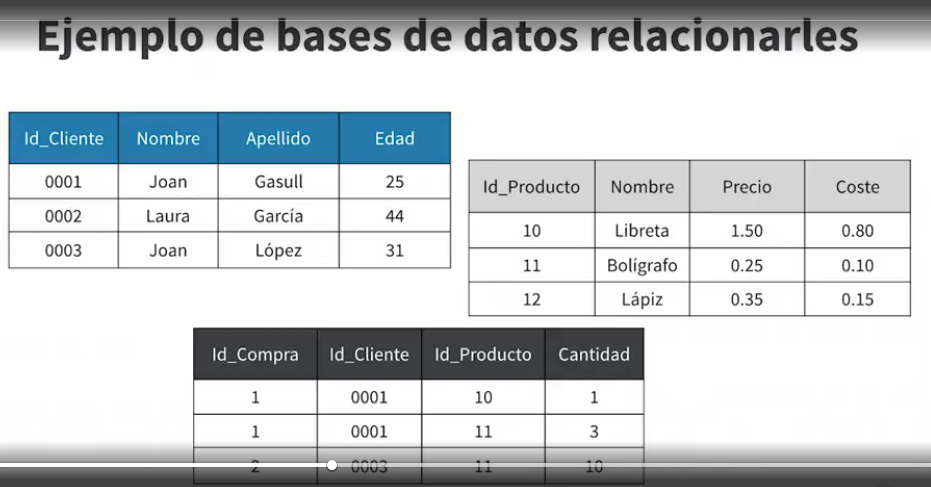 Ejemplo de bases de datos relacionarles
Id_Cliente Nombre Apellido Edad
0001 Joan Gasull 25
0002 Laura García 44
0003 Joan López 31
Id_Producto Nombre Precio Coste
10 Libreta 1.50 0.80
11 Bolígrafo 0.25 0.10
12 Lápiz 0.35 0.15
Id_Compra Id_Cliente Id_Producto Cantidad
1 0001 10 1
1 0001 11 3
2 0003 11 10